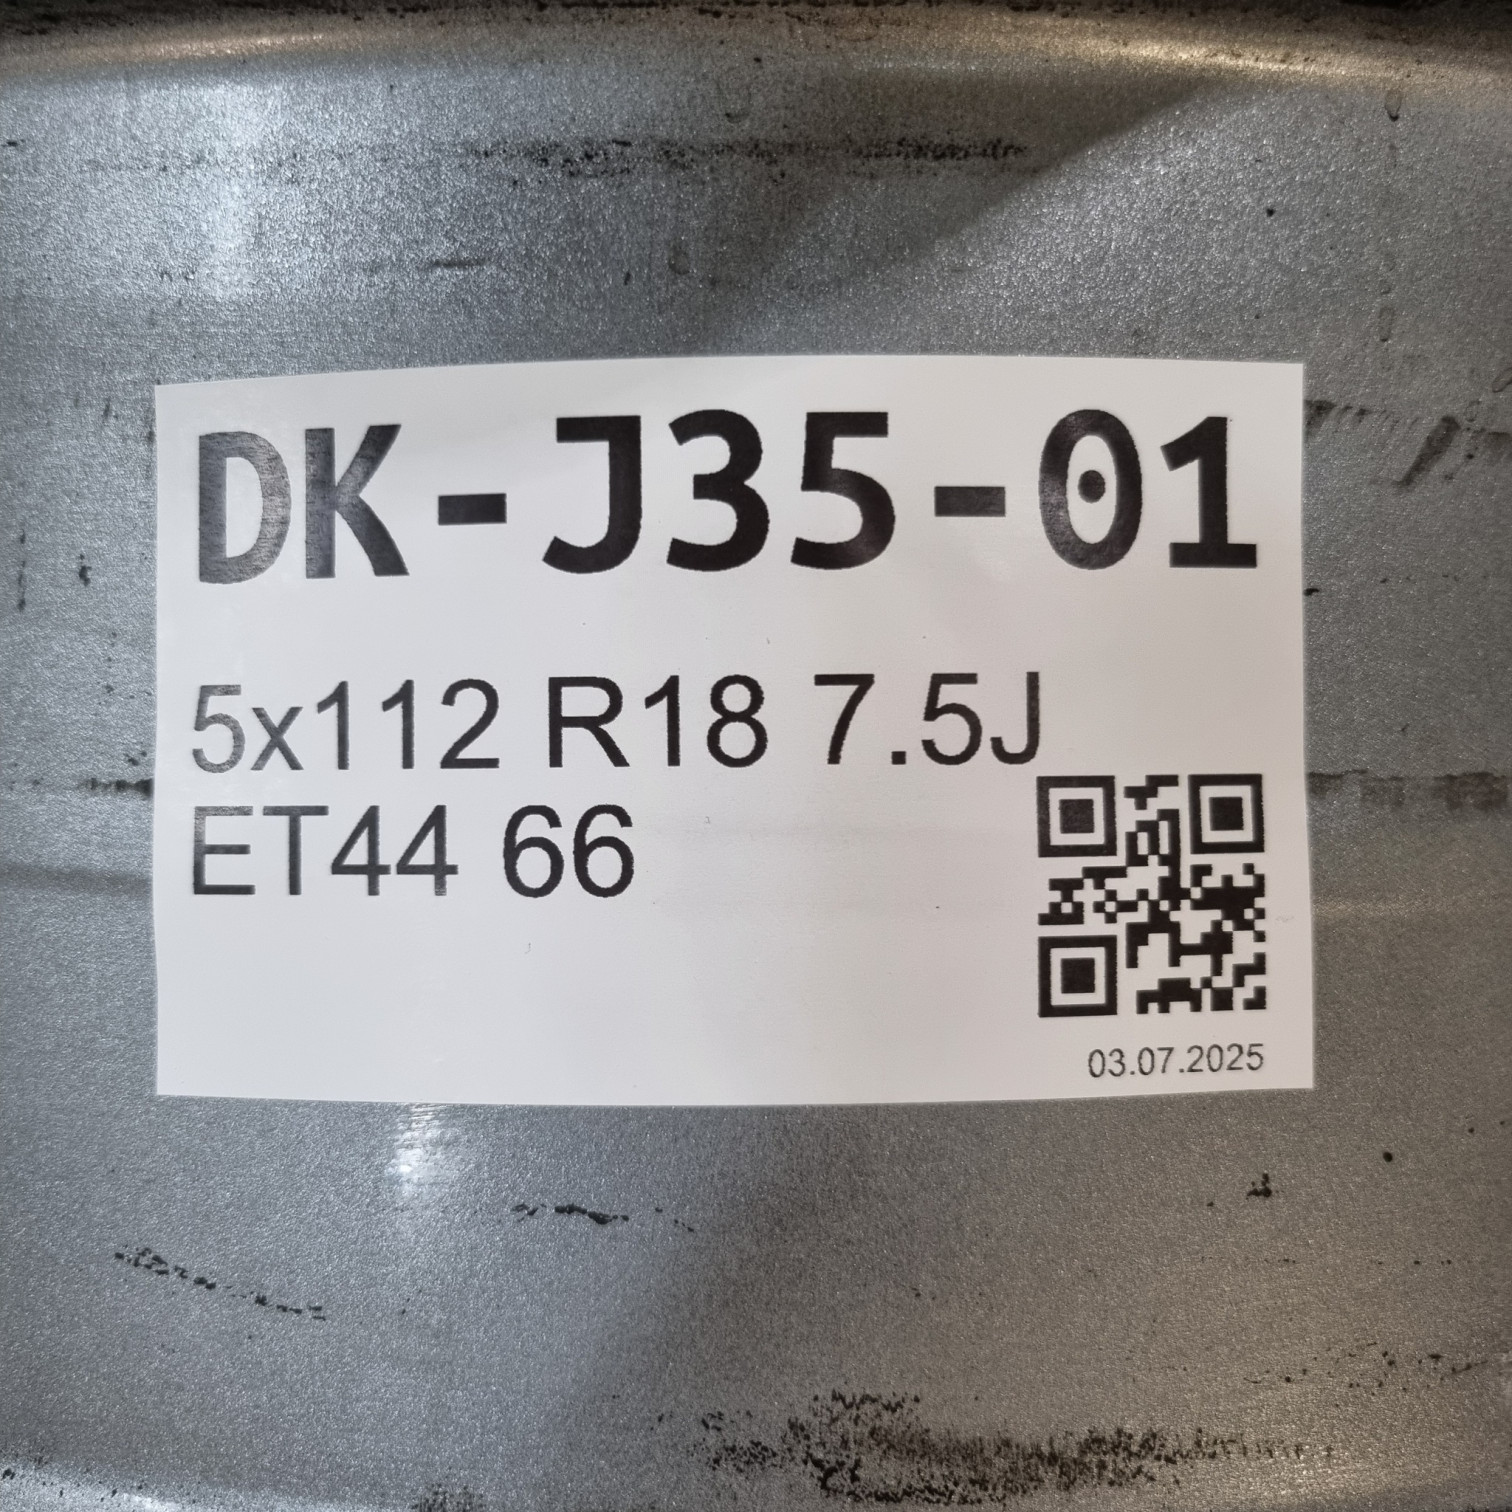 DK-J35-01
5x112 R18 7.5J
ET44 66
03.07.2025